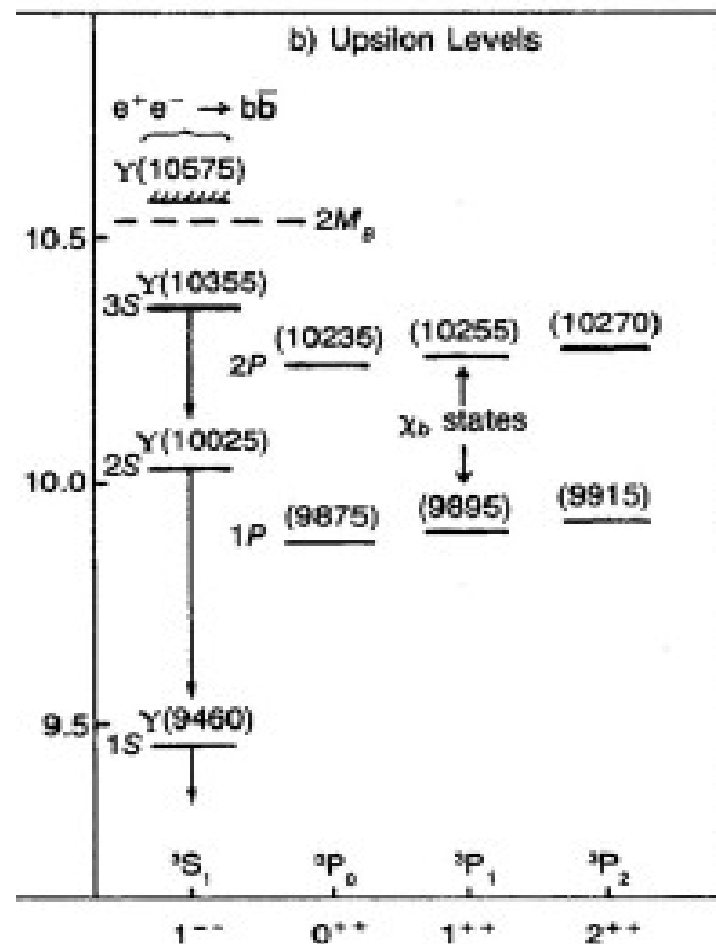 b) Upsilon Levels
e⁺e⁻ → bb̄
Υ(10575)
2M_B
10.5
Υ(10355)
3S
(10235) (10255) (10270)
2P
χ_b states
Υ(10025)
2S
10.0
(9875) (9895) (9915)
1P
9.5
Υ(9460)
1S
³S₁ ³P₀ ³P₁ ³P₂
1⁻⁻ 0⁺⁺ 1⁺⁺ 2⁺⁺